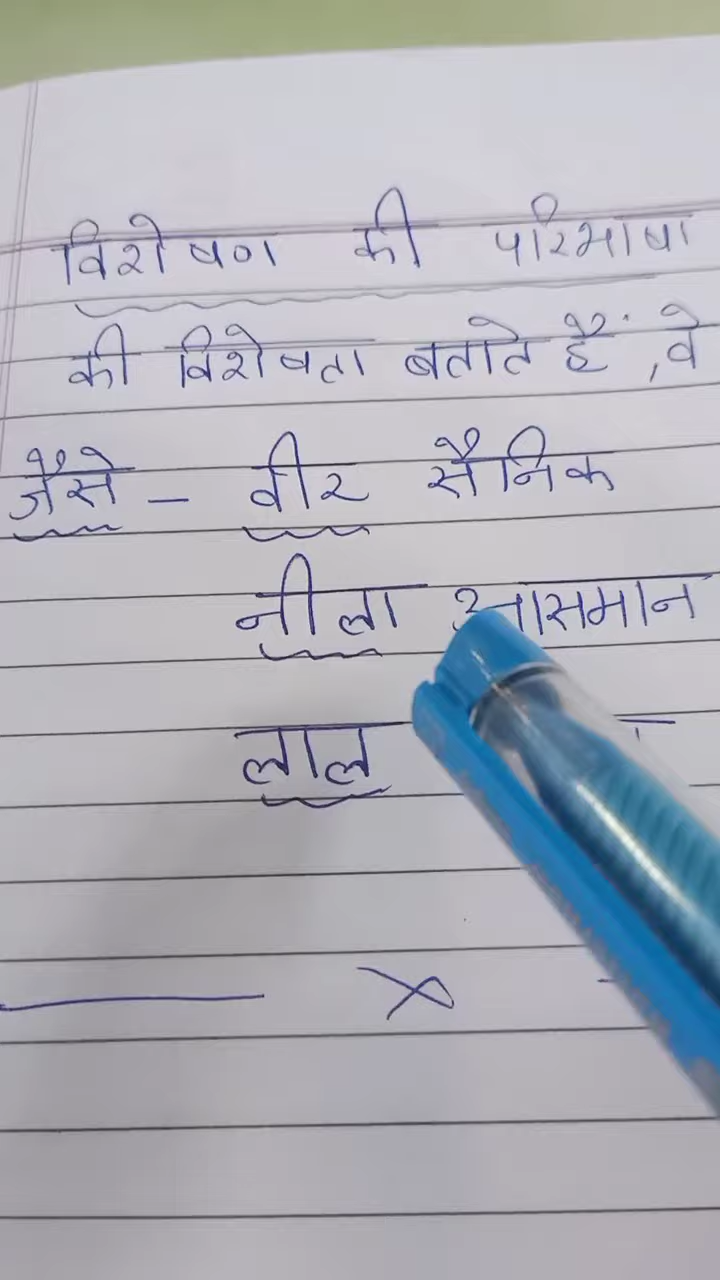 विशेषण की परिभाषा
की विशेषता बताते हैं , वे
जैसे - वीर सैनिक
नीला आसमान
लाल